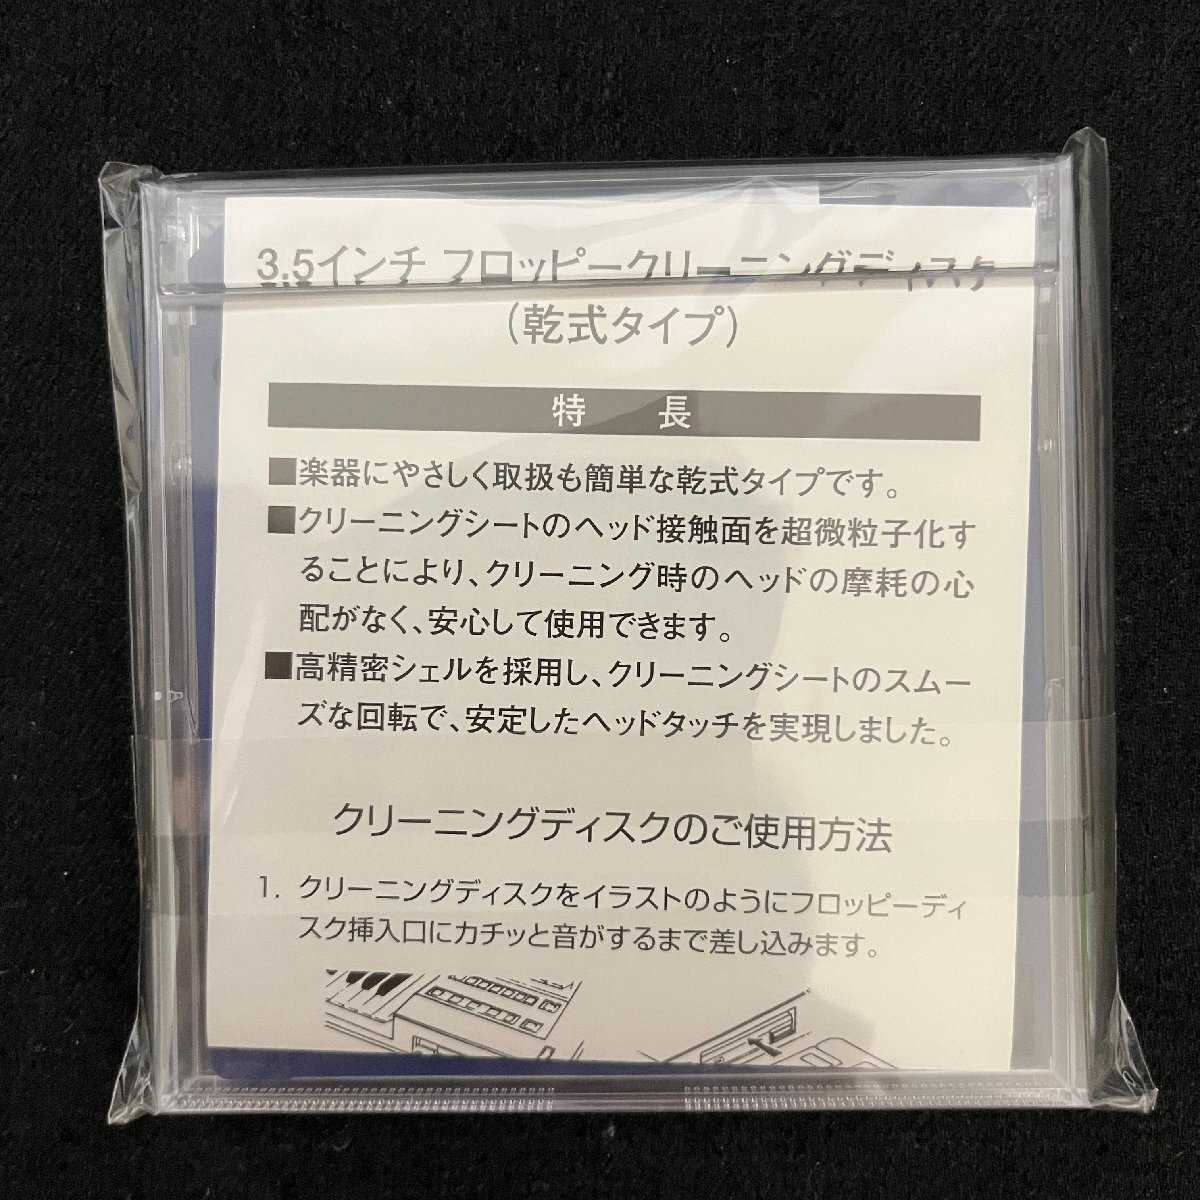 3.5インチ フロッピークリーニングディスク
（乾式タイプ）
特 長
■楽器にやさしく取扱も簡単な乾式タイプです。
■クリーニングシートのヘッド接触面を超微粒子化す
ることにより、クリーニング時のヘッドの摩耗の心
配がなく、安心して使用できます。
■高精密シェルを採用し、クリーニングシートのスムー
ズな回転で、安定したヘッドタッチを実現しました。
クリーニングディスクのご使用方法
1. クリーニングディスクをイラストのようにフロッピーディ
スク挿入口にカチッと音がするまで差し込みます。